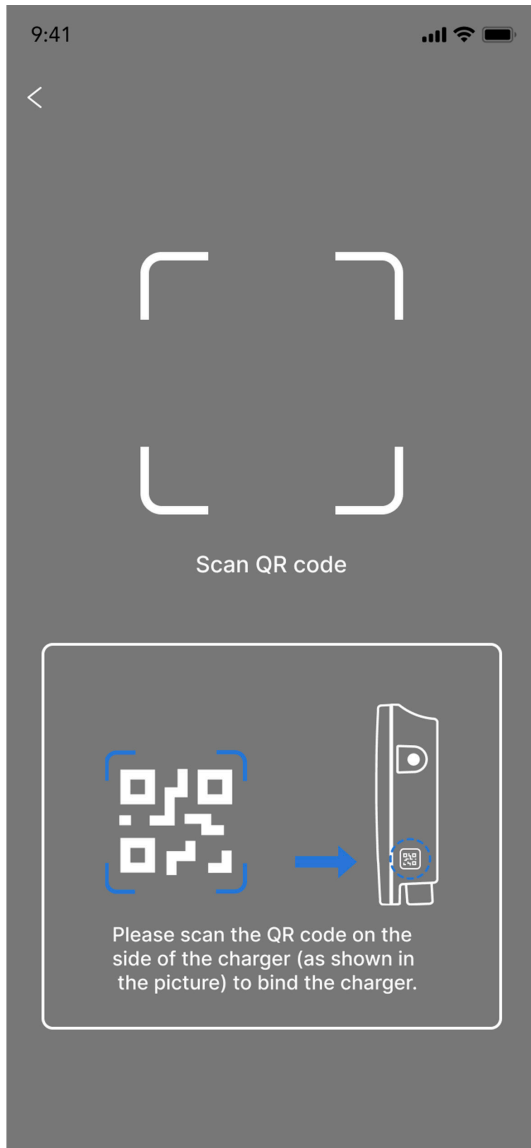 9:41
Scan QR code
Please scan the QR code on the
side of the charger (as shown in
the picture) to bind the charger.